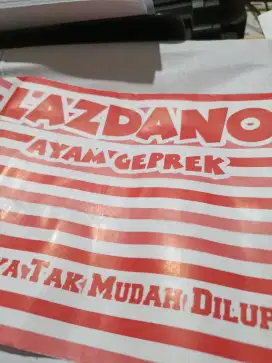 LAZDANO
AYAM GEPREK
TAK MUDAH